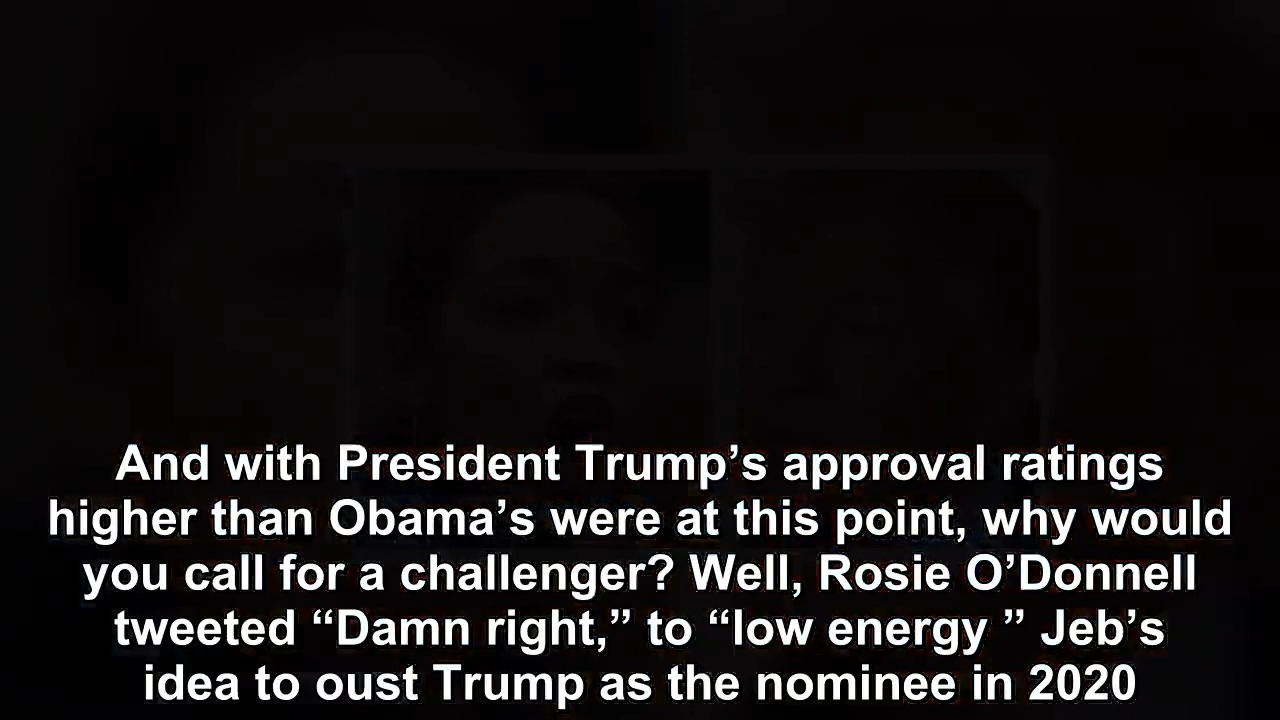 And with President Trump’s approval ratings
higher than Obama’s were at this point, why would
you call for a challenger? Well, Rosie O’Donnell
tweeted “Damn right,” to “low energy ” Jeb’s
idea to oust Trump as the nominee in 2020